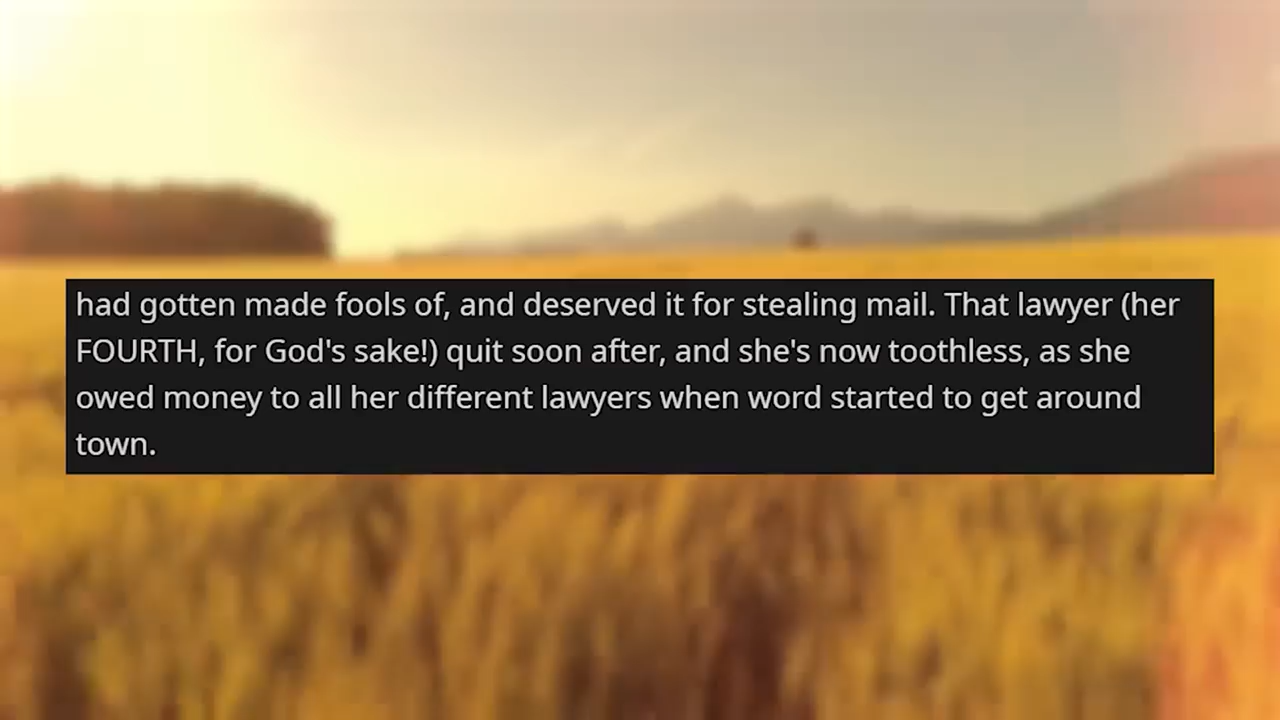 had gotten made fools of, and deserved it for stealing mail. That lawyer (her
FOURTH, for God's sake!) quit soon after, and she's now toothless, as she
owed money to all her different lawyers when word started to get around
town.